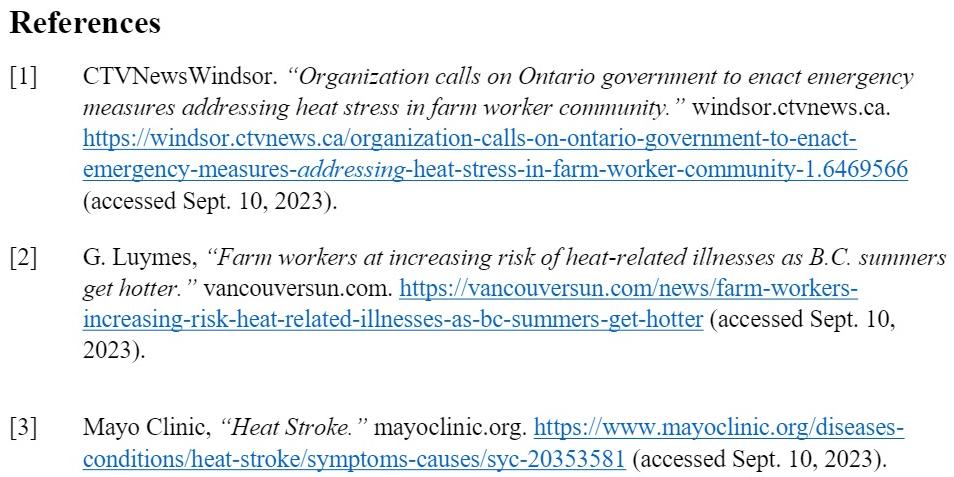 References
[1] CTVNewsWindsor. “Organization calls on Ontario government to enact emergency
measures addressing heat stress in farm worker community.” windsor.ctvnews.ca.
https://windsor.ctvnews.ca/organization-calls-on-ontario-government-to-enact-
emergency-measures-addressing-heat-stress-in-farm-worker-community-1.6469566
(accessed Sept. 10, 2023).
[2] G. Luymes, “Farm workers at increasing risk of heat-related illnesses as B.C. summers
get hotter.” vancouversun.com. https://vancouversun.com/news/farm-workers-
increasing-risk-heat-related-illnesses-as-bc-summers-get-hotter (accessed Sept. 10,
2023).
[3] Mayo Clinic, “Heat Stroke.” mayoclinic.org. https://www.mayoclinic.org/diseases-
conditions/heat-stroke/symptoms-causes/syc-20353581 (accessed Sept. 10, 2023).